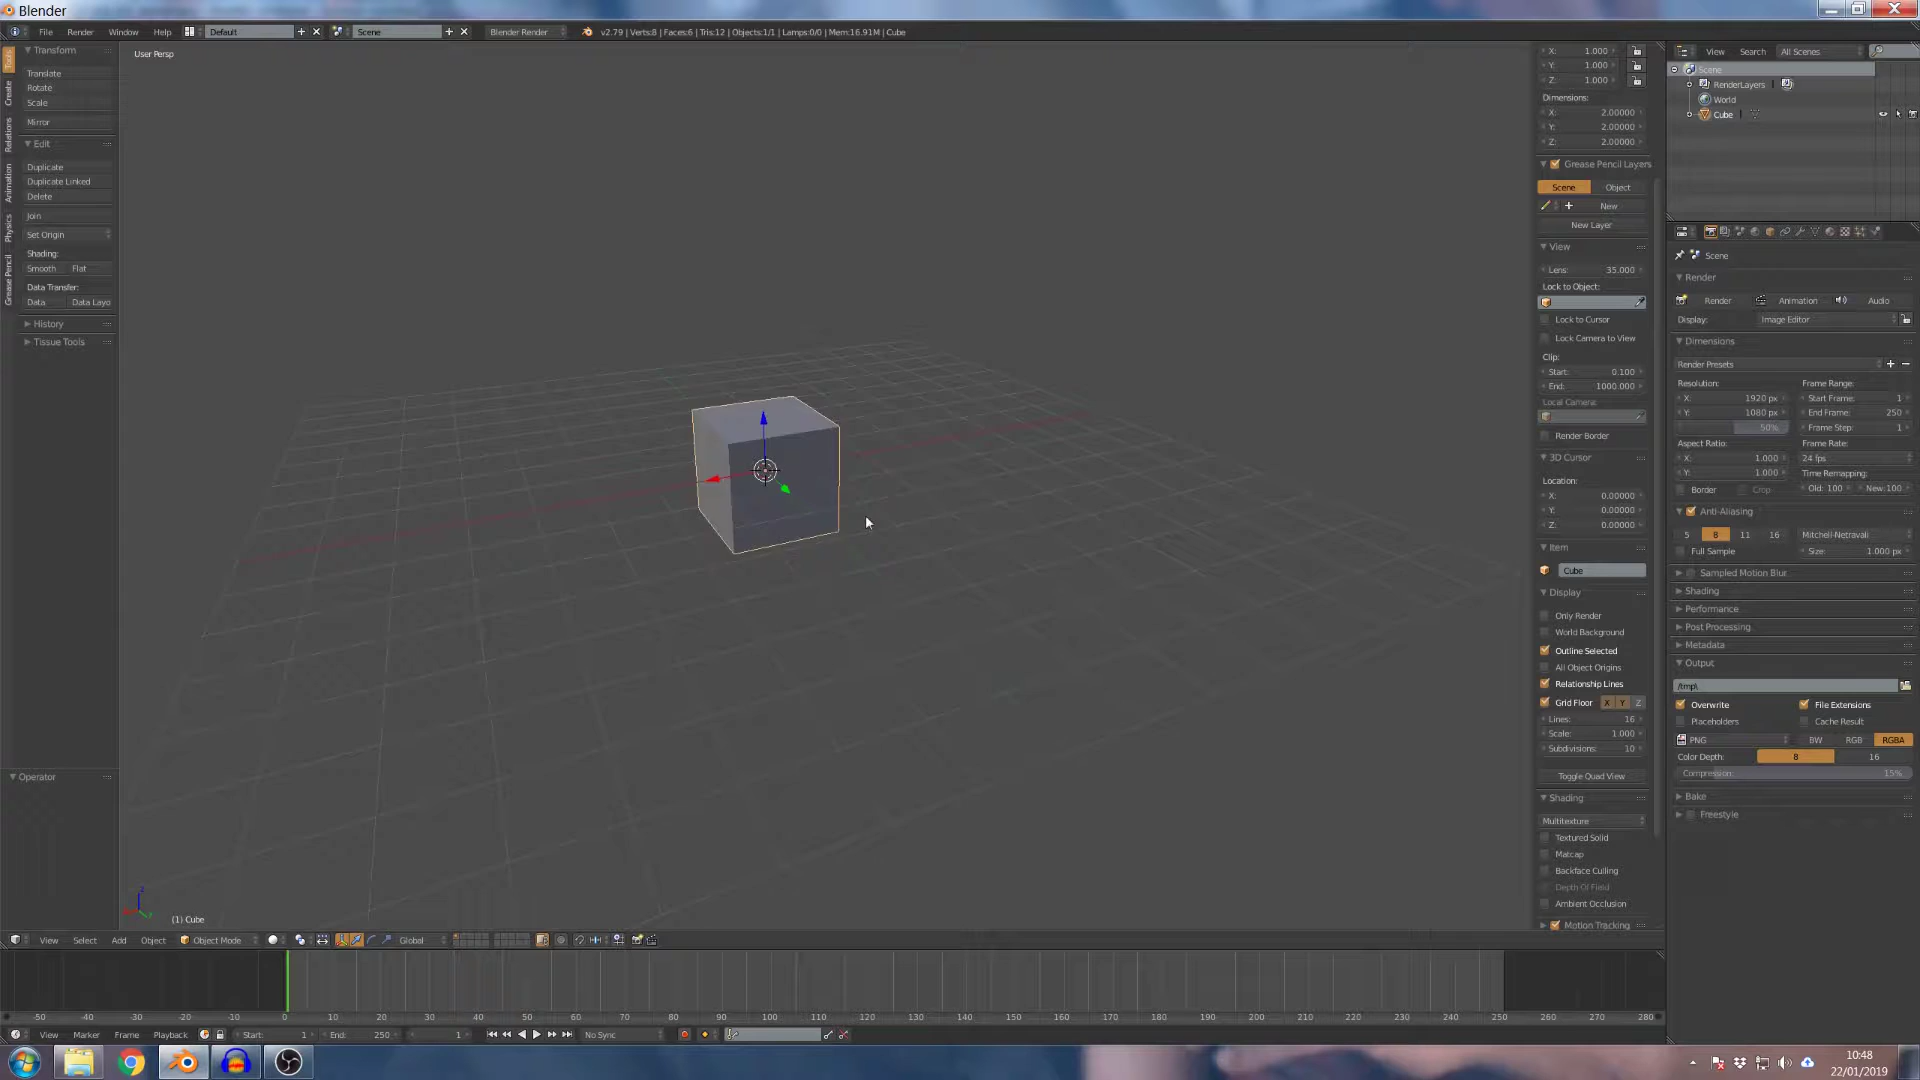 Blender
File Render Window Help Default Scene Blender Render v2.79 | Verts:8 | Faces:6 | Tris:12 | Objects:1/1 | Lamps:0/0 | Mem:16.91M | Cube
Tools
Create
Relations
Animation
Physics
Grease Pencil
Transform
Translate
Rotate
Scale
Mirror
Edit
Duplicate
Duplicate Linked
Delete
Join
Set Origin
Shading:
Smooth Flat
Data Transfer:
Data Data Layo
History
Tissue Tools
Operator
User Persp
(1) Cube
X: 1.000
Y: 1.000
Z: 1.000
Dimensions:
X: 2.00000
Y: 2.00000
Z: 2.00000
Grease Pencil Layers
Scene Object
New
New Layer
View
Lens: 35.000
Lock to Object:
Lock to Cursor
Lock Camera to View
Clip:
Start: 0.100
End: 1000.000
Local Camera:
Render Border
3D Cursor
Location:
X: 0.00000
Y: 0.00000
Z: 0.00000
Item
Cube
Display
Only Render
World Background
Outline Selected
All Object Origins
Relationship Lines
Grid Floor X Y Z
Lines: 16
Scale: 1.000
Subdivisions: 10
Toggle Quad View
Shading
Multitexture
Textured Solid
Matcap
Backface Culling
Depth Of Field
Ambient Occlusion
Motion Tracking
View Search All Scenes
Scene
RenderLayers |
World
Cube |
Scene
Render
Render Animation Audio
Display: Image Editor
Dimensions
Render Presets
Resolution: Frame Range:
X: 1920 px Start Frame: 1
Y: 1080 px End Frame: 250
50% Frame Step: 1
Aspect Ratio: Frame Rate:
X: 1.000 24 fps
Y: 1.000 Time Remapping:
Border Crop Old: 100 New:100
Anti-Aliasing
5 8 11 16 Mitchell-Netravali
Full Sample Size: 1.000 px
Sampled Motion Blur
Shading
Performance
Post Processing
Metadata
Output
/tmp\
Overwrite File Extensions
Placeholders Cache Result
PNG BW RGB RGBA
Color Depth: 8 16
Compression: 15%
Bake
Freestyle
View Select Add Object Object Mode Global
-50 -40 -30 -20 -10 0 10 20 30 40 50 60 70 80 90 100 110 120 130 140 150 160 170 180 190 200 210 220 230 240 250 260 270 280
View Marker Frame Playback Start: 1 End: 250 1 No Sync
10:48
22/01/2019